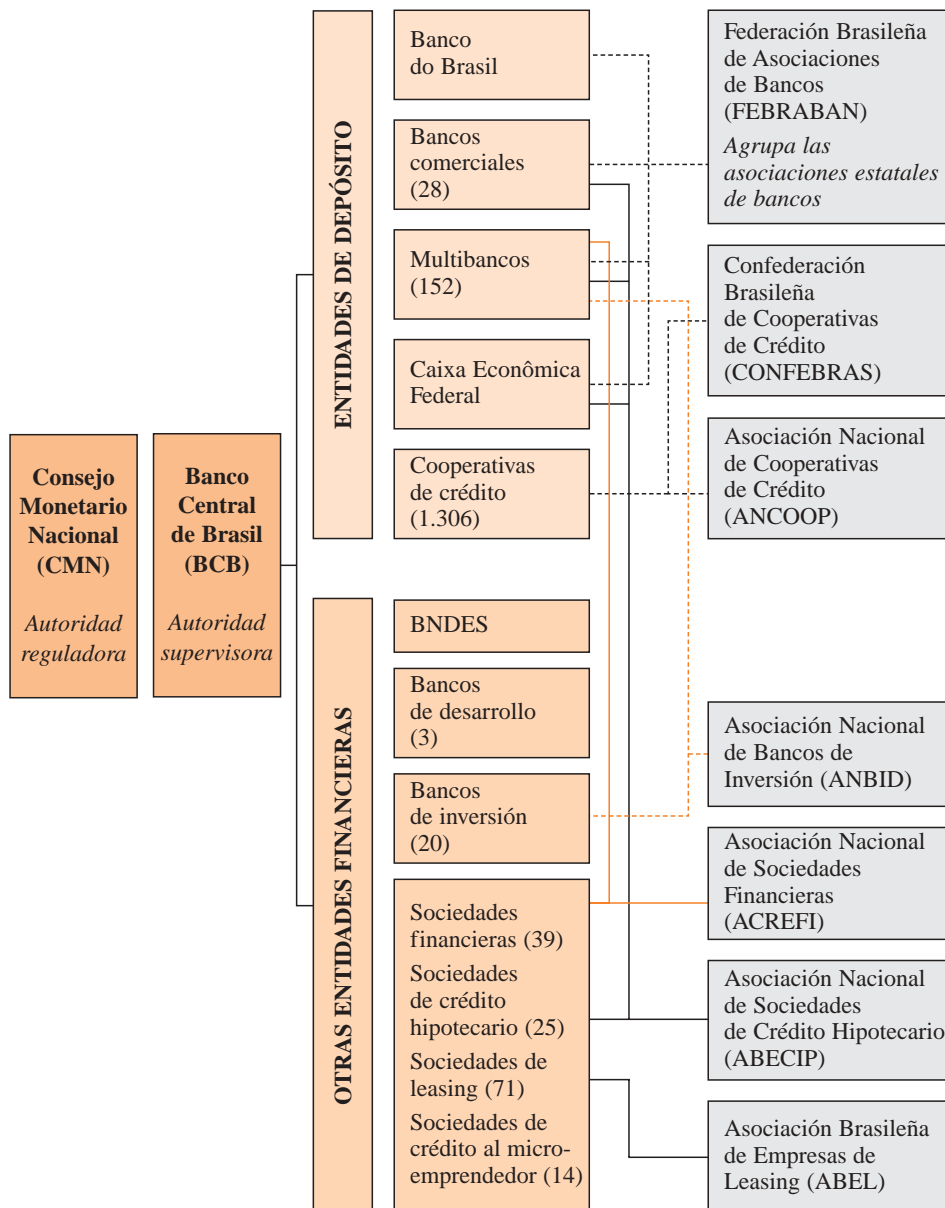 Consejo
Monetario
Nacional
(CMN)
Autoridad
reguladora
Banco
Central
de Brasil
(BCB)
Autoridad
supervisora
ENTIDADES DE DEPÓSITO
Banco
do Brasil
Bancos
comerciales
(28)
Multibancos
(152)
Caixa Econômica
Federal
Cooperativas
de crédito
(1.306)
OTRAS ENTIDADES FINANCIERAS
BNDES
Bancos
de desarrollo
(3)
Bancos
de inversión
(20)
Sociedades
financieras (39)
Sociedades
de crédito
hipotecario (25)
Sociedades de
leasing (71)
Sociedades de
crédito al micro-
emprendedor (14)
Federación Brasileña
de Asociaciones
de Bancos
(FEBRABAN)
Agrupa las
asociaciones estatales
de bancos
Confederación
Brasileña
de Cooperativas
de Crédito
(CONFEBRAS)
Asociación Nacional
de Cooperativas
de Crédito
(ANCOOP)
Asociación Nacional
de Bancos de
Inversión (ANBID)
Asociación Nacional
de Sociedades
Financieras
(ACREFI)
Asociación Nacional
de Sociedades
de Crédito Hipotecario
(ABECIP)
Asociación Brasileña
de Empresas de
Leasing (ABEL)